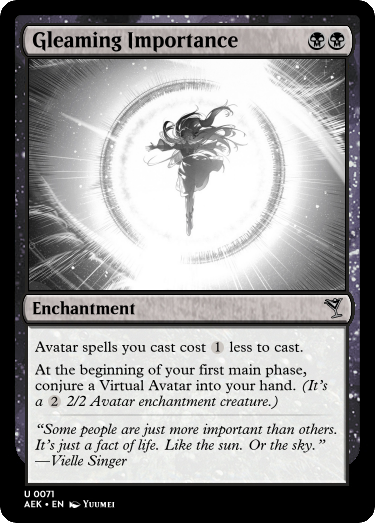 Gleaming Importance
Enchantment
Avatar spells you cast cost 1 less to cast.
At the beginning of your first main phase,
conjure a Virtual Avatar into your hand. (It's
a 2 2/2 Avatar enchantment creature.)
“Some people are just more important than others.
It's just a fact of life. Like the sun. Or the sky.”
—Vielle Singer
U 0071
AEK • EN Yuumei